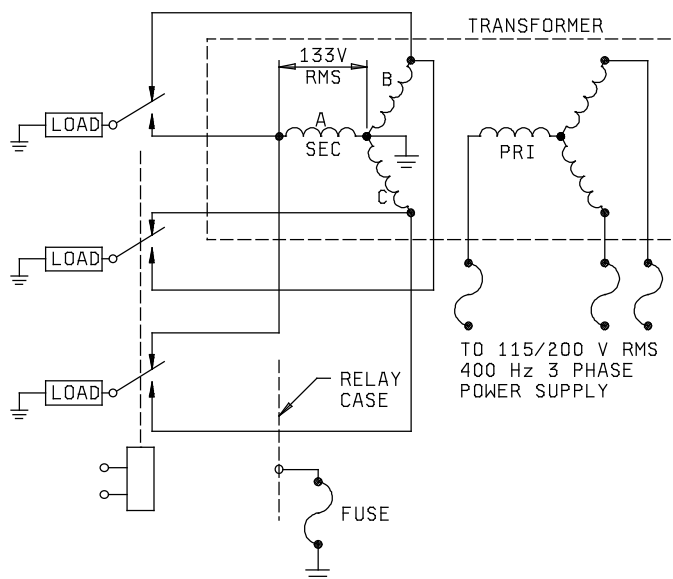 TRANSFORMER
133V
RMS
B
LOAD
A
SEC
PRI
C
LOAD
TO 115/200 V RMS
400 Hz 3 PHASE
POWER SUPPLY
RELAY
CASE
LOAD
FUSE